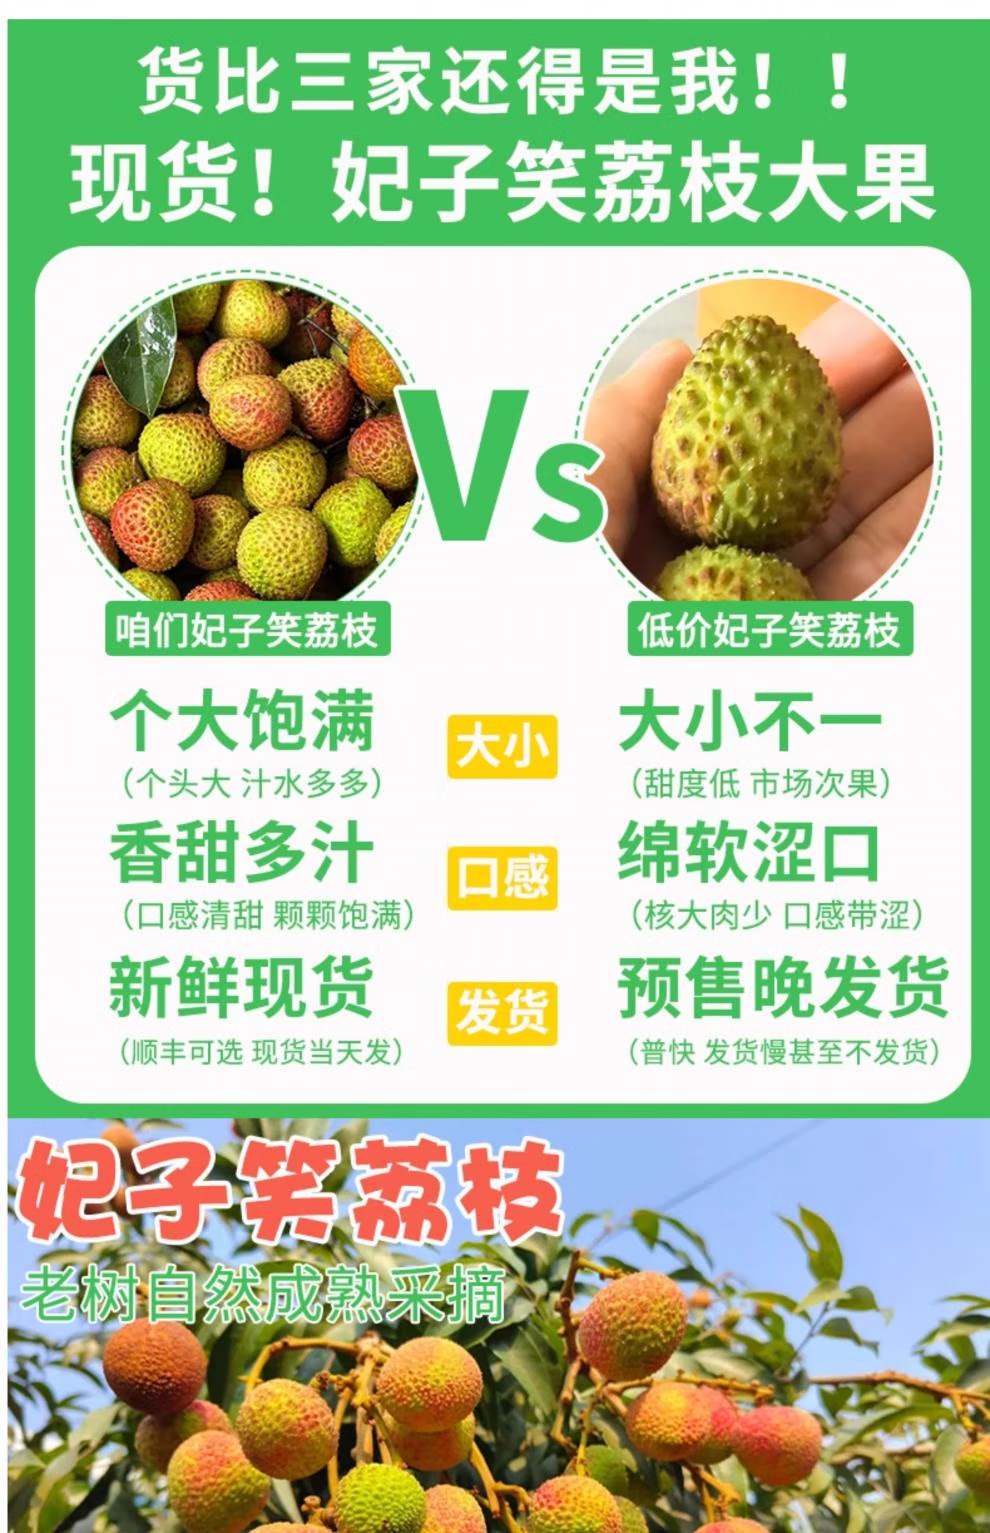 货比三家还得是我！！
现货！妃子笑荔枝大果
Vs
咱们妃子笑荔枝
低价妃子笑荔枝
个大饱满
大小
大小不一
（个头大 汁水多多）
（甜度低 市场次果）
香甜多汁
口感
绵软涩口
（口感清甜 颗颗饱满）
（核大肉少 口感带涩）
新鲜现货
发货
预售晚发货
（顺丰可选 现货当天发）
（普快 发货慢甚至不发货）
妃子笑荔枝
老树自然成熟采摘